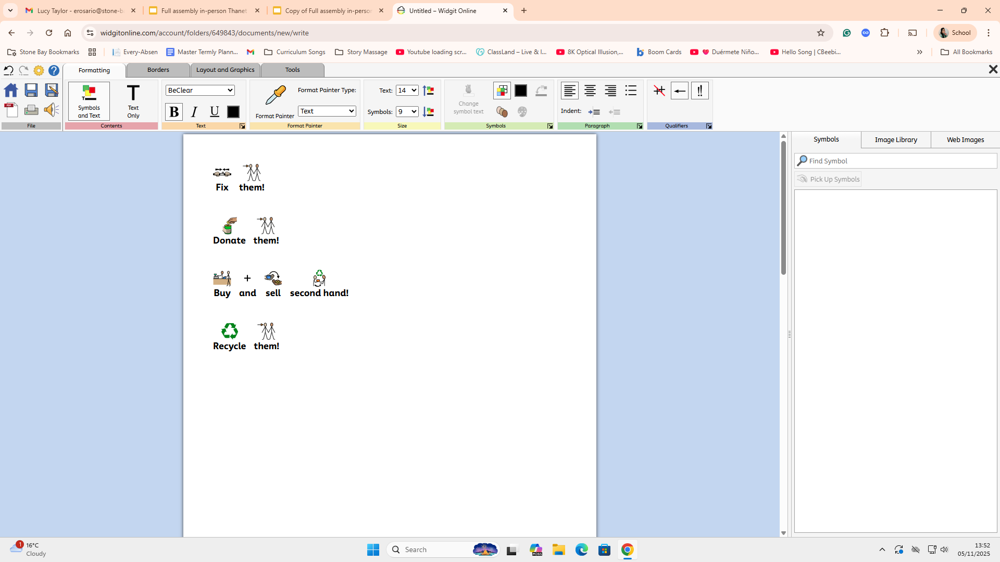 Lucy Taylor - erosario@stone-b
Full assembly in-person Thanet
Copy of Full assembly in-person
Untitled – Widgit Online
widgitonline.com/account/folders/649843/documents/new/write
School
Stone Bay Bookmarks
Every-Absen
Master Termly Plann...
Curriculum Songs
Story Massage
Youtube loading scr...
ClassLand – Live & I...
8K Optical Illusion,...
Boom Cards
Duérmete Niño...
Hello Song | CBeebi...
All Bookmarks
Formatting
Borders
Layout and Graphics
Tools
PDF
File
Symbols
and Text
T
Text
Only
Contents
BeClear
B I U
Text
Format Painter
Format Painter Type:
Text
Format Painter
Text: 14
Symbols: 9
Size
Change
symbol text
Symbols
Indent:
Paragraph
Qualifiers
Symbols
Image Library
Web Images
Find Symbol
Pick Up Symbols
Fix them!
Donate them!
+
Buy and sell second hand!
Recycle them!
1
16°C
Cloudy
Search
M365
13:52
05/11/2025